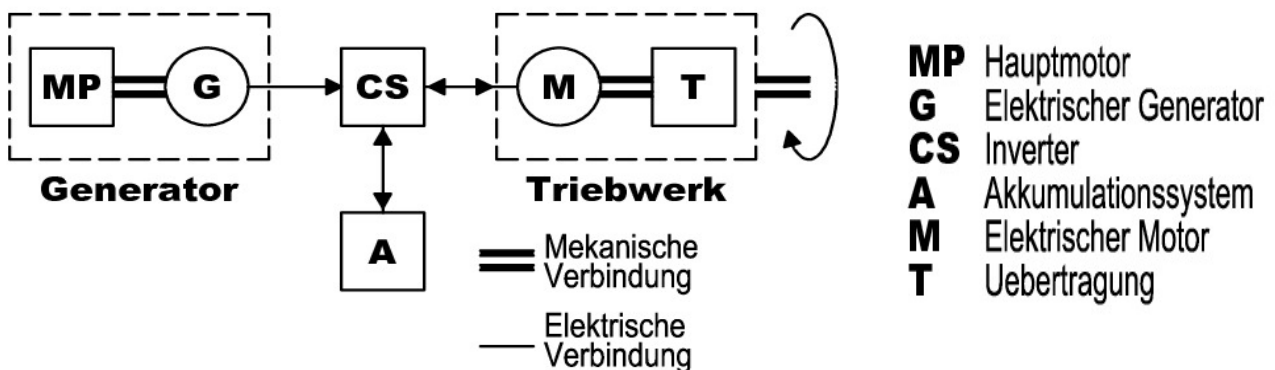 MP G CS M T
Generator
Triebwerk
A
Mekanische
Verbindung
Elektrische
Verbindung
MP Hauptmotor
G Elektrischer Generator
CS Inverter
A Akkumulationssystem
M Elektrischer Motor
T Uebertragung